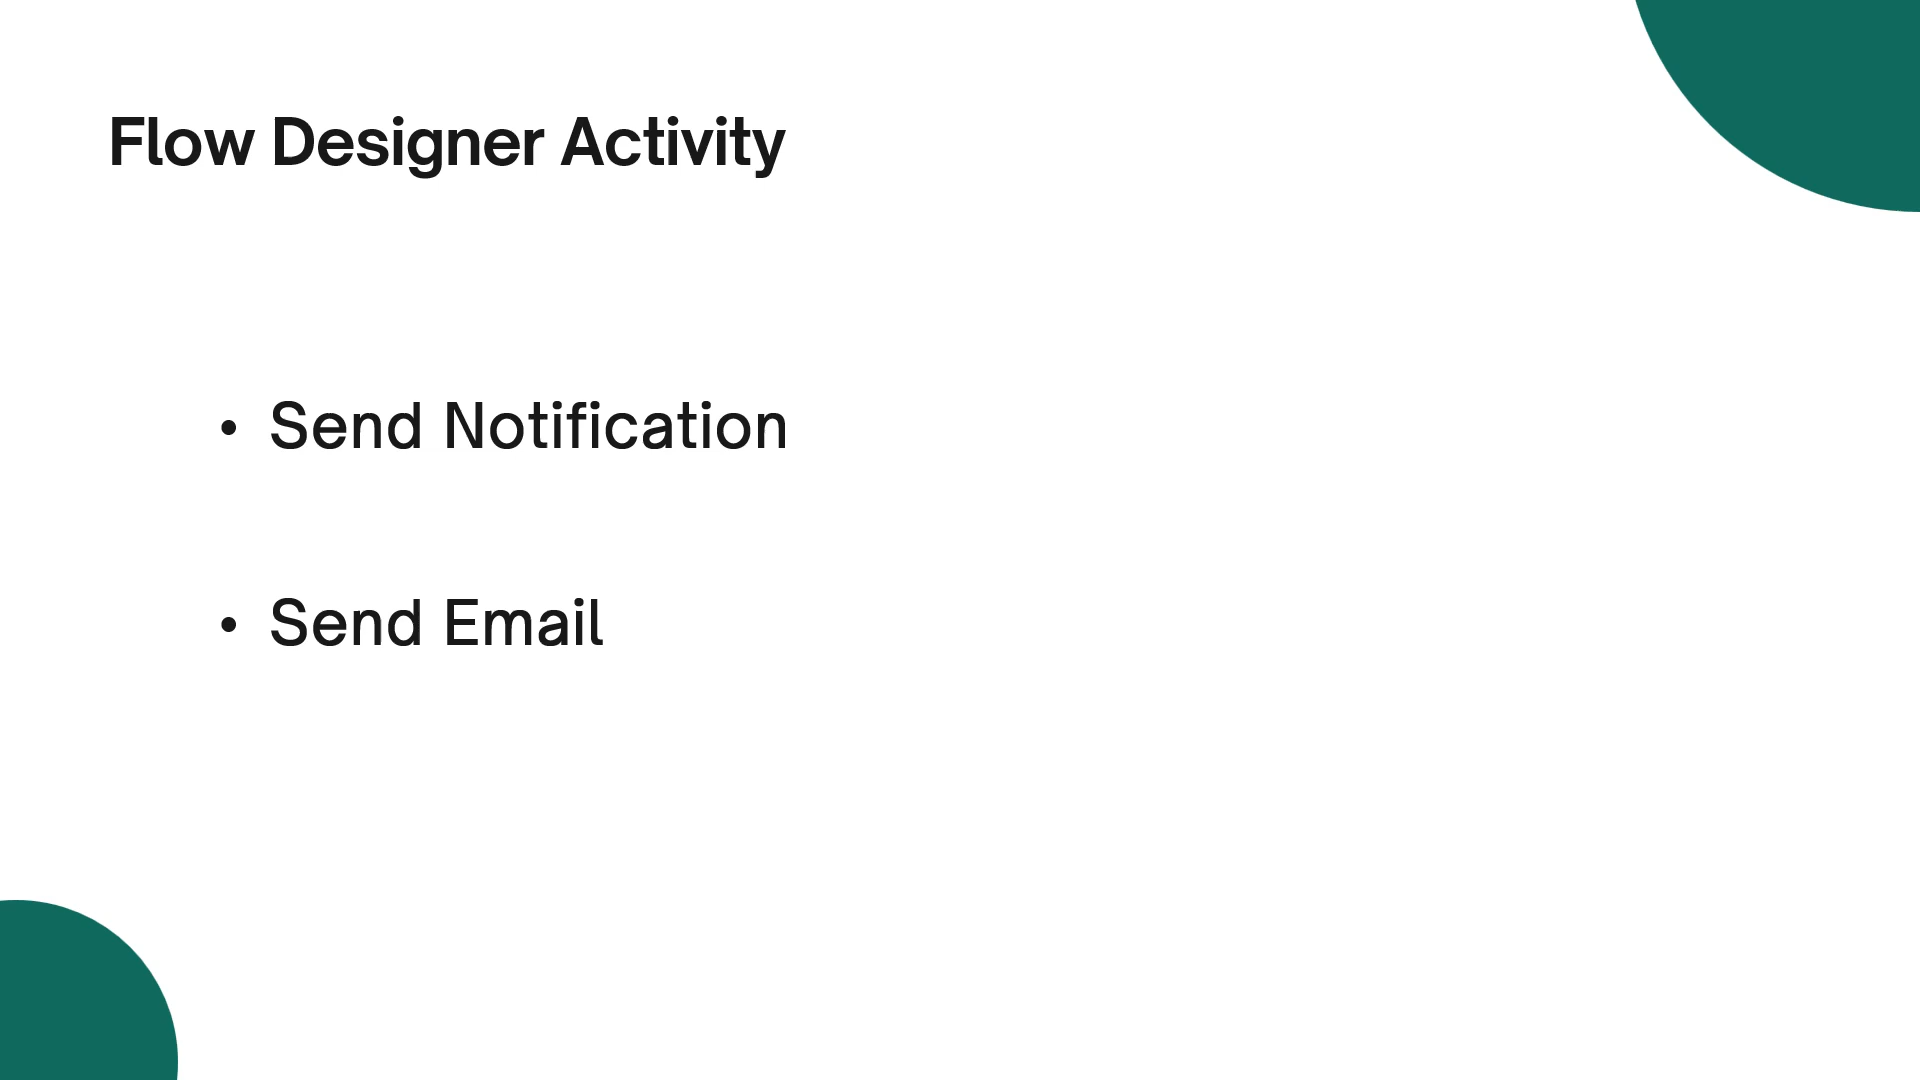 Flow Designer Activity
• Send Notification
• Send Email